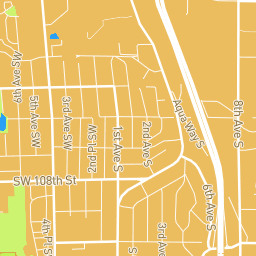 6th Ave SW
5th Ave SW
3rd Ave SW
2nd Pl SW
1st Ave S
2nd Ave S
Aqua Way S
8th Ave S
6th Ave S
SW 108th St
4th Pl S
S
3rd Ave